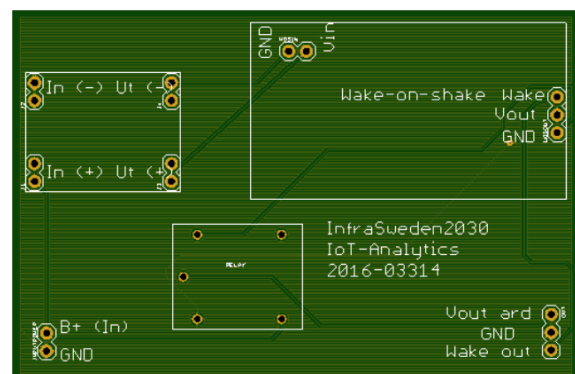 GND
Vin
In (-) Ut (-
Wake-on-shake Wake
Vout
GND
In (+) Ut (+
InfraSweden2030
IoT-Analytics
2016-03314
RELAY
Vout ard
GND
Wake out
B+ (In)
GND